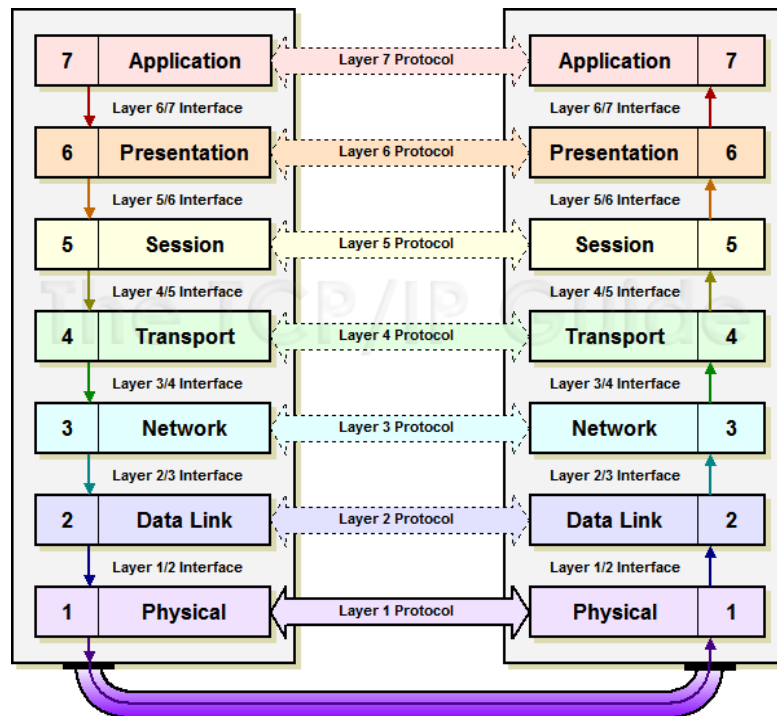 7 Application Layer 7 Protocol Application 7
Layer 6/7 Interface Layer 6/7 Interface
6 Presentation Layer 6 Protocol Presentation 6
Layer 5/6 Interface Layer 5/6 Interface
5 Session Layer 5 Protocol Session 5
Layer 4/5 Interface Layer 4/5 Interface
The TCP/IP Guide
4 Transport Layer 4 Protocol Transport 4
Layer 3/4 Interface Layer 3/4 Interface
3 Network Layer 3 Protocol Network 3
Layer 2/3 Interface Layer 2/3 Interface
2 Data Link Layer 2 Protocol Data Link 2
Layer 1/2 Interface Layer 1/2 Interface
1 Physical Layer 1 Protocol Physical 1